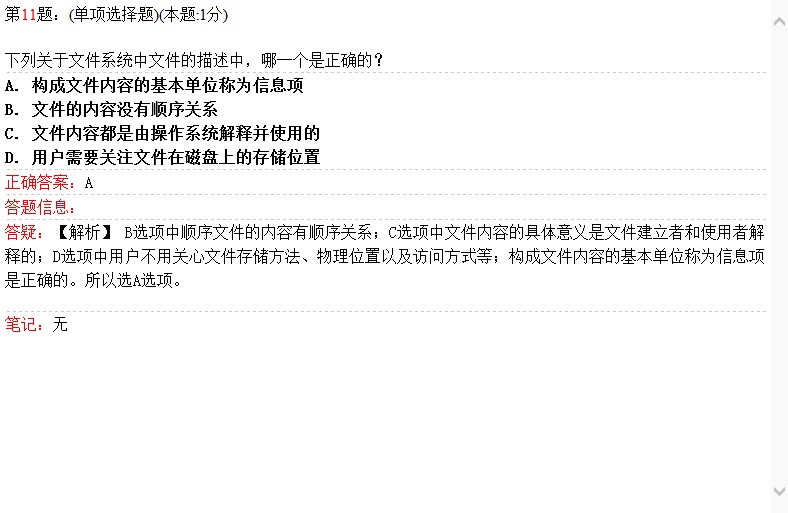 第11题：(单项选择题)(本题:1分)
下列关于文件系统中文件的描述中，哪一个是正确的?
A. 构成文件内容的基本单位称为信息项
B. 文件的内容没有顺序关系
C. 文件内容都是由操作系统解释并使用的
D. 用户需要关注文件在磁盘上的存储位置
正确答案：A
答题信息：
答疑：【解析】 B选项中顺序文件的内容有顺序关系；C选项中文件内容的具体意义是文件建立者和使用者解
释的；D选项中用户不用关心文件存储方法、物理位置以及访问方式等；构成文件内容的基本单位称为信息项
是正确的。所以选A选项。
笔记：无